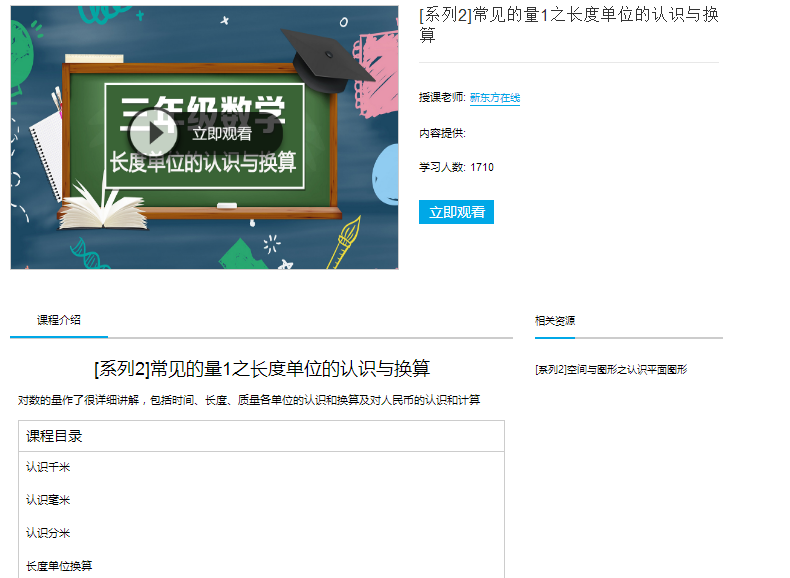 [系列2]常见的量1之长度单位的认识与换
算
三年级数学
立即观看
长度单位的认识与换算
授课老师: 新东方在线
内容提供:
学习人数: 1710
立即观看
课程介绍
相关资源
[系列2]常见的量1之长度单位的认识与换算
[系列2]空间与图形之认识平面图形
对数的量作了很详细讲解，包括时间、长度、质量各单位的认识和换算及对人民币的认识和计算
课程目录
认识千米
认识毫米
认识分米
长度单位换算